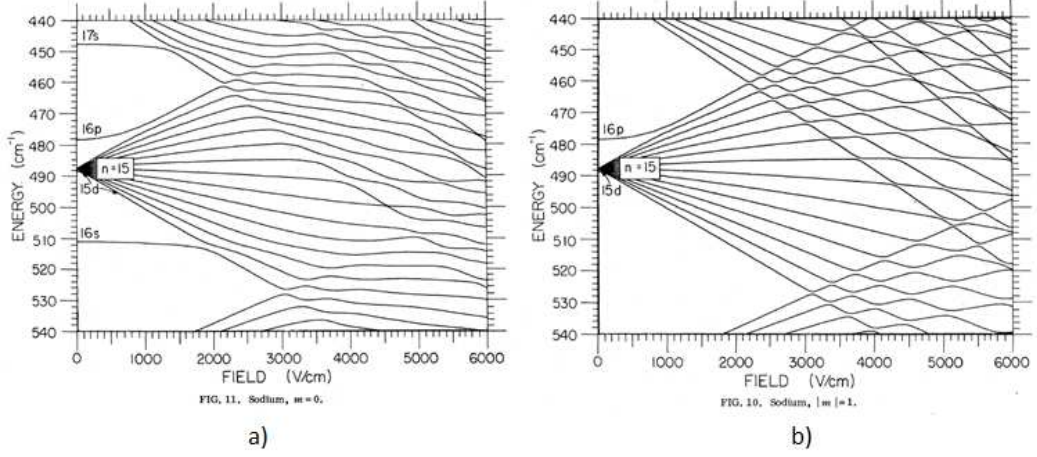 ENERGY (cm⁻¹)
440
450
460
470
480
490
500
510
520
530
540
17s
16p
n=15
15d
16s
0 1000 2000 3000 4000 5000 6000
FIELD (V/cm)
FIG. 11. Sodium, m=0.
a)
ENERGY (cm⁻¹)
440
450
460
470
480
490
500
510
520
530
540
16p
n=15
15d
0 1000 2000 3000 4000 5000 6000
FIELD (V/cm)
FIG. 10. Sodium, |m|=1.
b)